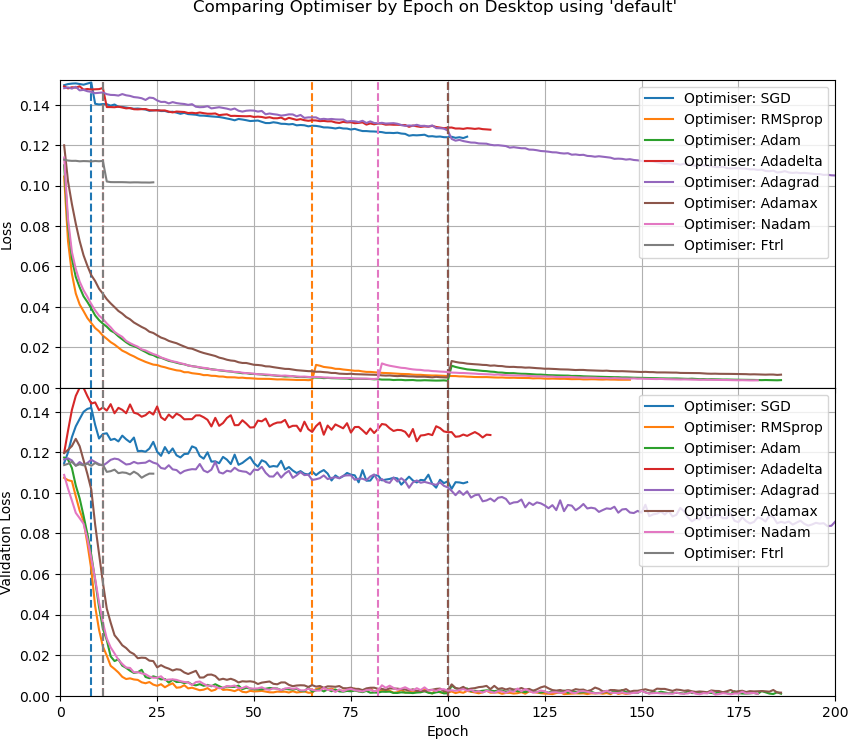 Comparing Optimiser by Epoch on Desktop using 'default'
0.14
0.12
0.10
0.08
0.06
0.04
0.02
0.00
Loss
Optimiser: SGD
Optimiser: RMSprop
Optimiser: Adam
Optimiser: Adadelta
Optimiser: Adagrad
Optimiser: Adamax
Optimiser: Nadam
Optimiser: Ftrl
0.14
0.12
0.10
0.08
0.06
0.04
0.02
0.00
Validation Loss
Optimiser: SGD
Optimiser: RMSprop
Optimiser: Adam
Optimiser: Adadelta
Optimiser: Adagrad
Optimiser: Adamax
Optimiser: Nadam
Optimiser: Ftrl
0 25 50 75 100 125 150 175 200
Epoch